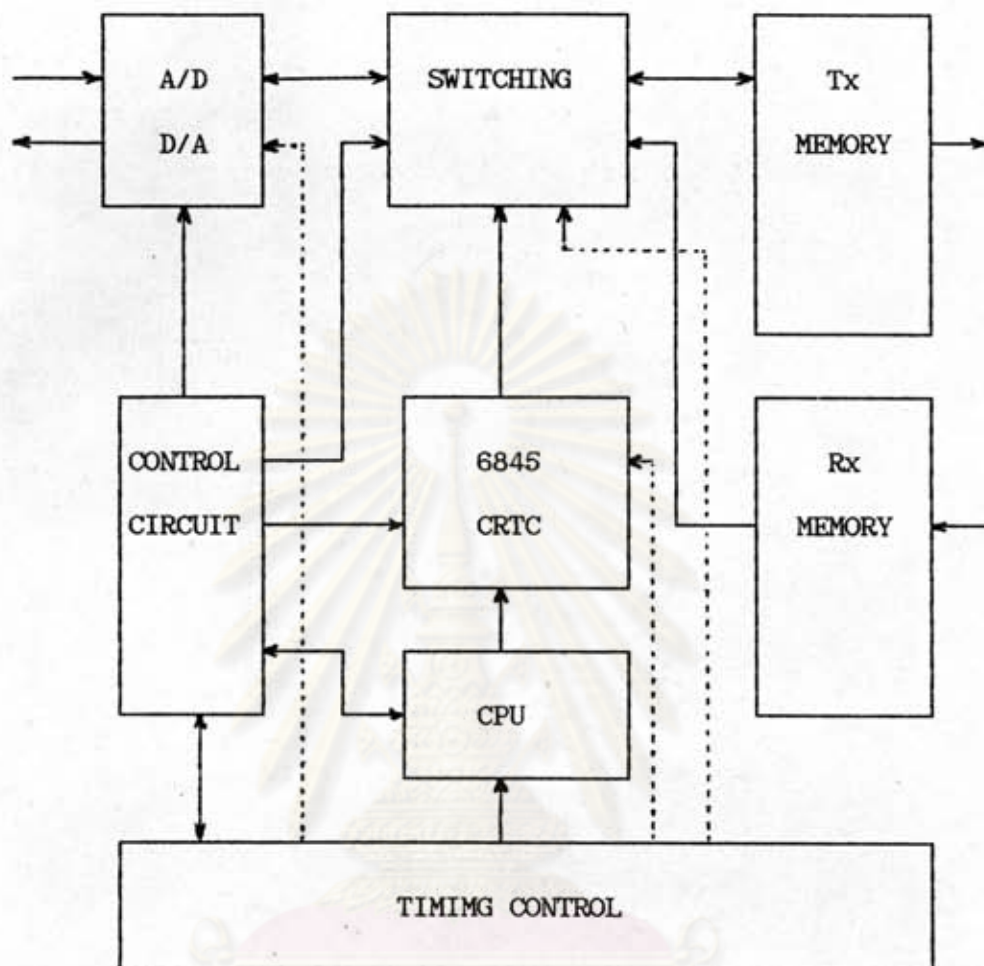 A/D
D/A
SWITCHING
Tx
MEMORY
CONTROL
CIRCUIT
6845
CRTC
Rx
MEMORY
CPU
TIMIMG CONTROL